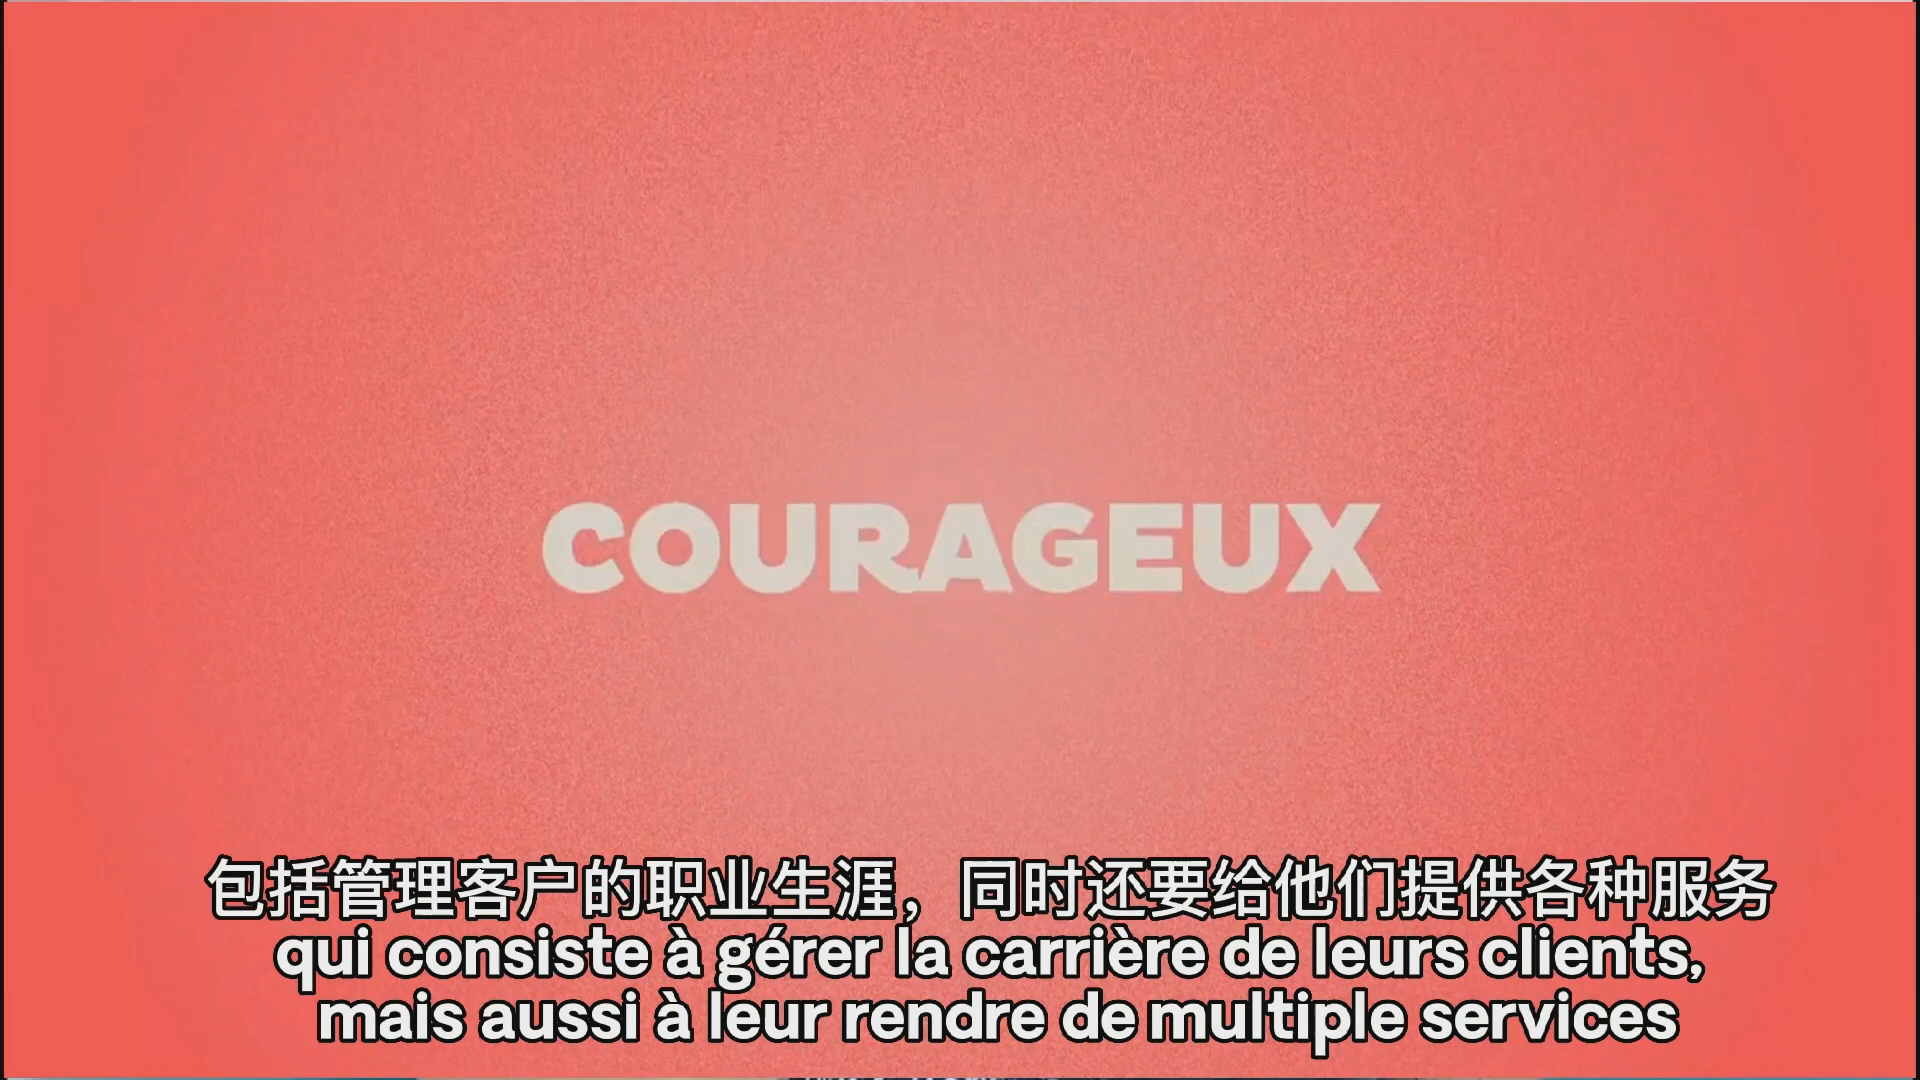 COURAGEUX
包括管理客户的职业生涯，同时还要给他们提供各种服务
qui consiste à gérer la carrière de leurs clients,
mais aussi à leur rendre de multiple services